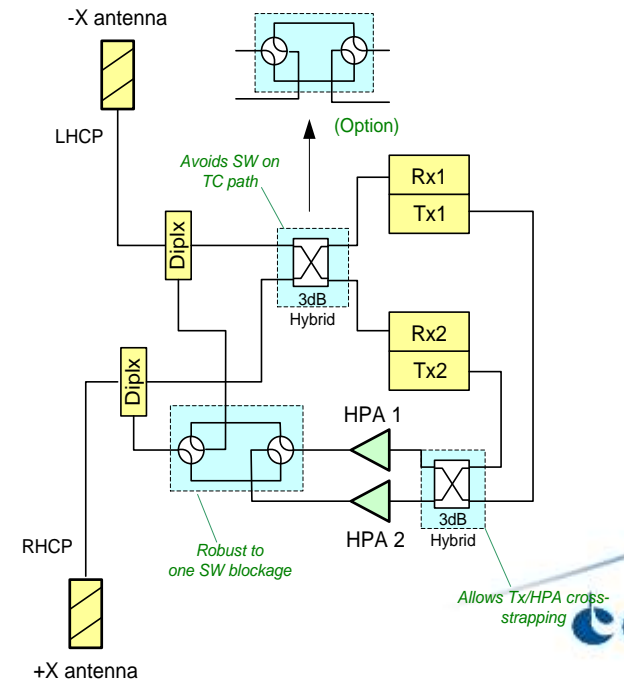 -X antenna
(Option)
LHCP
Avoids SW on
TC path
Rx1
Tx1
Diplx
3dB
Hybrid
Rx2
Tx2
Diplx
HPA 1
HPA 2
3dB
Hybrid
RHCP
Robust to
one SW blockage
Allows Tx/HPA cross-
strapping
+X antenna